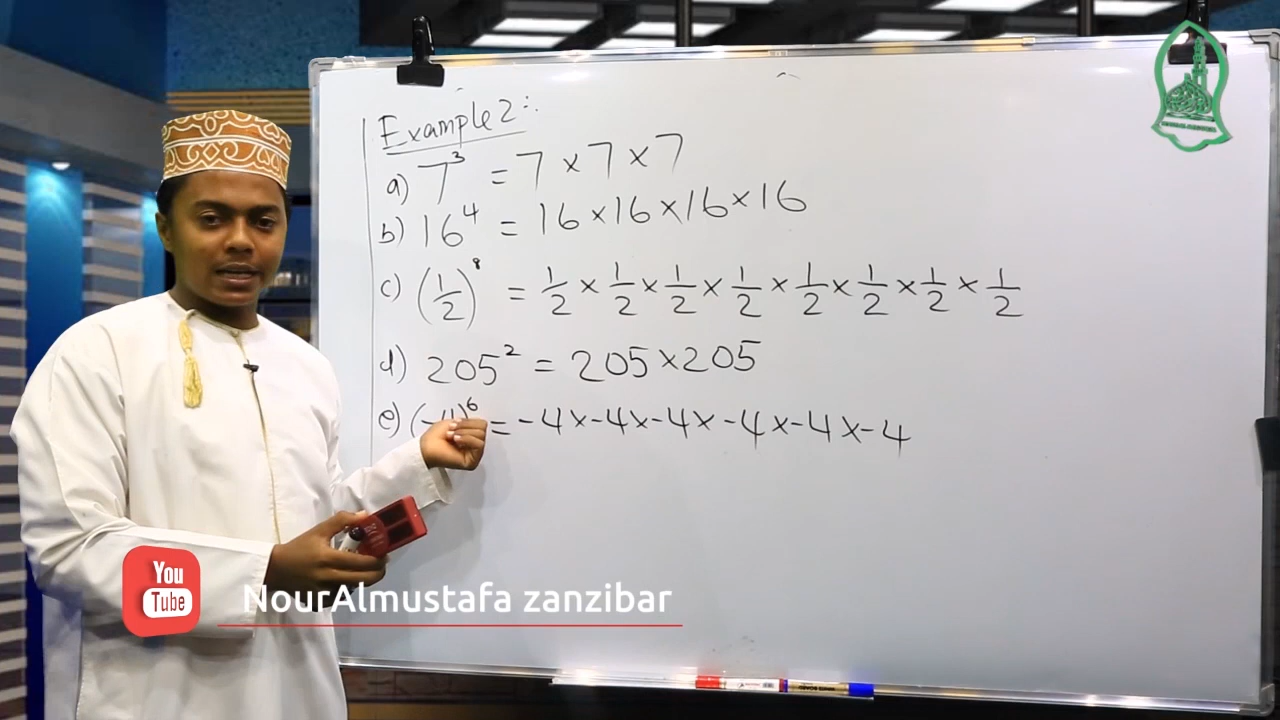 Example 2:.
a) 7³ = 7 × 7 × 7
b) 16⁴ = 16 × 16 × 16 × 16
c) (1/2)⁸ = 1/2 × 1/2 × 1/2 × 1/2 × 1/2 × 1/2 × 1/2 × 1/2
d) 205² = 205 × 205
e) (-4)⁶ = -4 × -4 × -4 × -4 × -4 × -4
You
Tube
NourAlmustafa zanzibar